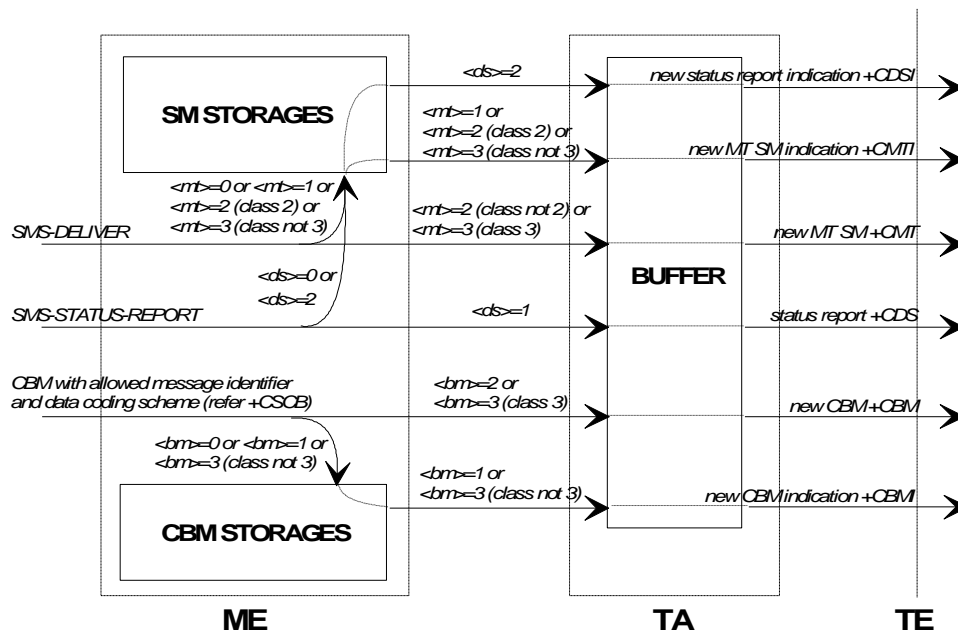 <ds>=2
new status report indication +CDSI
SM STORAGES
<mt>=1 or
<mt>=2 (class 2) or
<mt>=3 (class not 3)
new MT SM indication +CMTI
<mt>=0 or <mt>=1 or
<mt>=2 (class 2) or
<mt>=3 (class not 3)
SMS-DELIVER
<mt>=2 (class not 2) or
<mt>=3 (class 3)
new MT SM +CMT
<ds>=0 or
<ds>=2
BUFFER
SMS-STATUS-REPORT
<ds>=1
status report +CDS
CBM with allowed message identifier
and data coding scheme (refer +CSCB)
<bm>=2 or
<bm>=3 (class 3)
new CBM +CBM
<bm>=0 or <bm>=1 or
<bm>=3 (class not 3)
<bm>=1 or
<bm>=3 (class not 3)
new CBM indication +CBMI
CBM STORAGES
ME
TA
TE